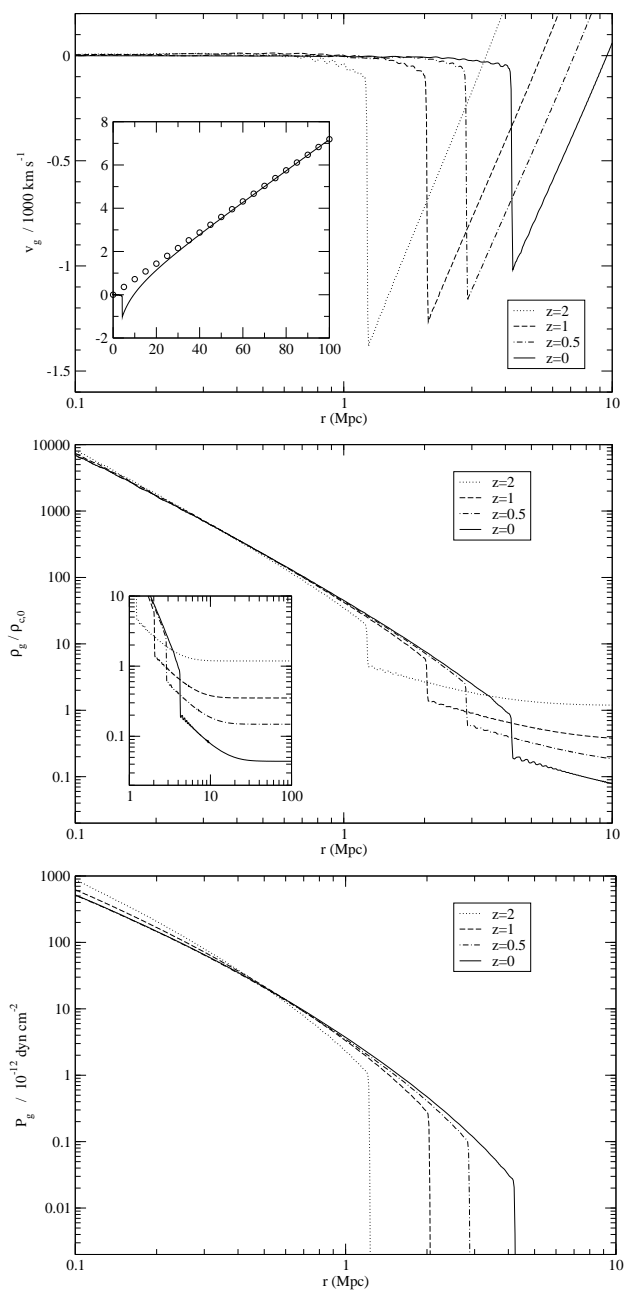 0
-0.5
-1
-1.5
v_g / 1000 km s^-1
8
6
4
2
0
-2
0 20 40 60 80 100
z=2
z=1
z=0.5
z=0
0.1 1 10
r (Mpc)
10000
1000
100
10
1
0.1
ρ_g / ρ_c,0
z=2
z=1
z=0.5
z=0
10
1
0.1
1 10 100
0.1 1 10
r (Mpc)
1000
100
10
1
0.1
0.01
P_g / 10^-12 dyn cm^-2
z=2
z=1
z=0.5
z=0
0.1 1 10
r (Mpc)